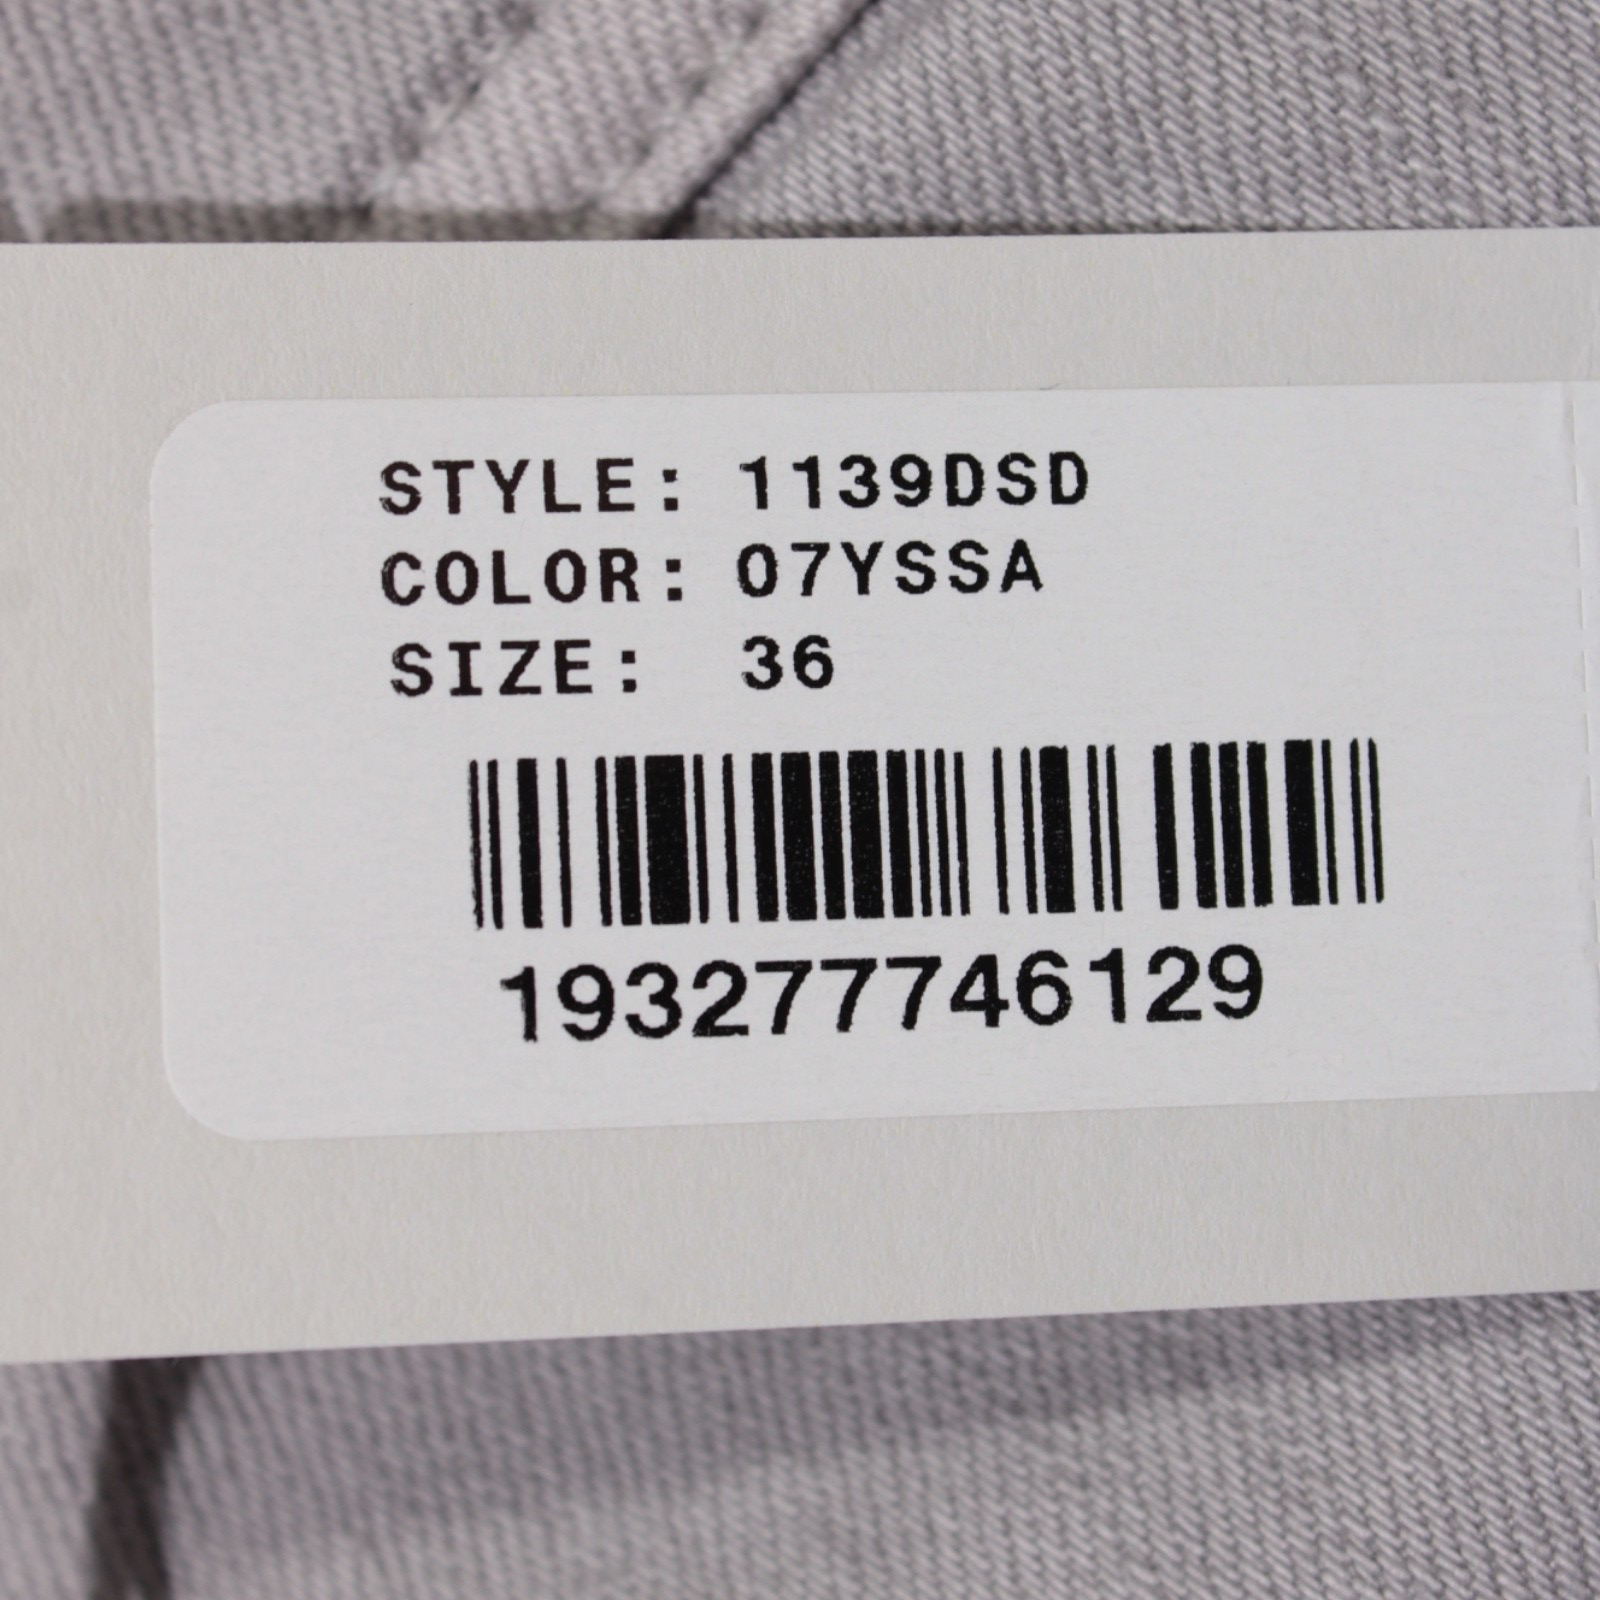 STYLE: 1139DSD
COLOR: 07YSSA
SIZE: 36
193277746129